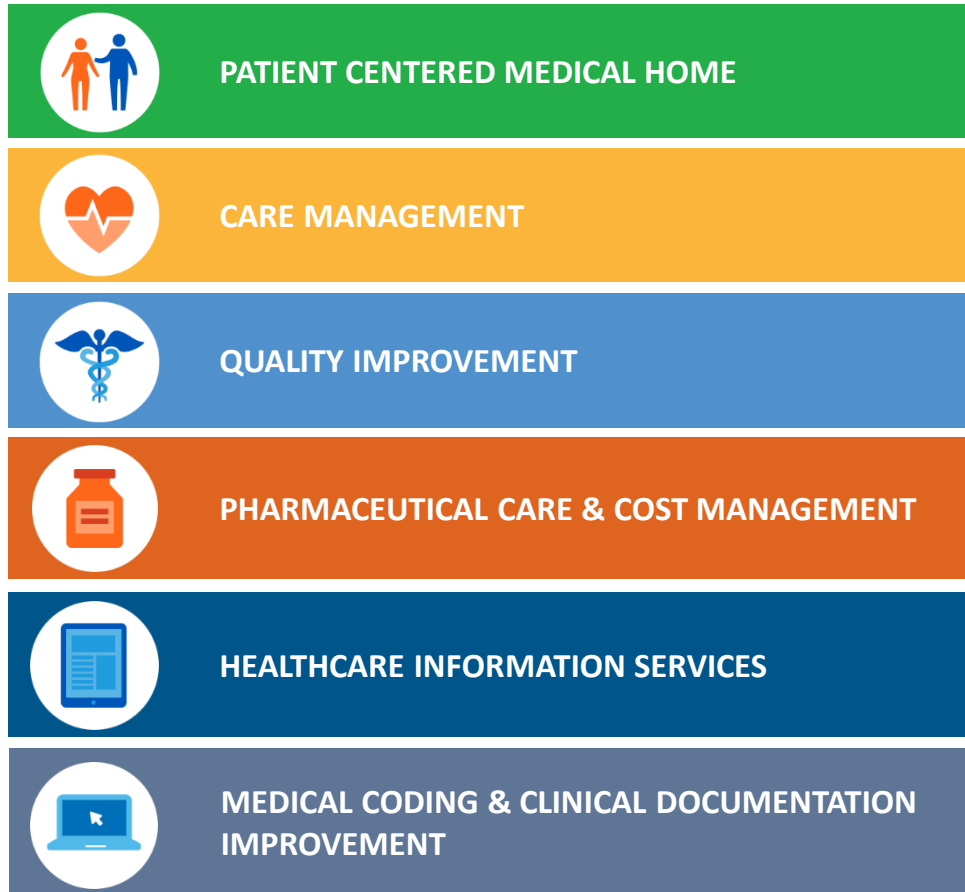 PATIENT CENTERED MEDICAL HOME
CARE MANAGEMENT
QUALITY IMPROVEMENT
PHARMACEUTICAL CARE & COST MANAGEMENT
HEALTHCARE INFORMATION SERVICES
MEDICAL CODING & CLINICAL DOCUMENTATION
IMPROVEMENT